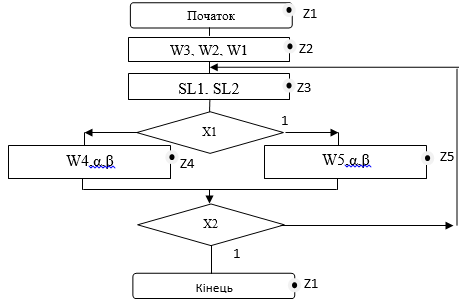 Початок Z1
W3, W2, W1 Z2
SL1, SL2 Z3
X1 1
W4,α,β Z4 W5,α,β Z5
X2
1
Кінець Z1